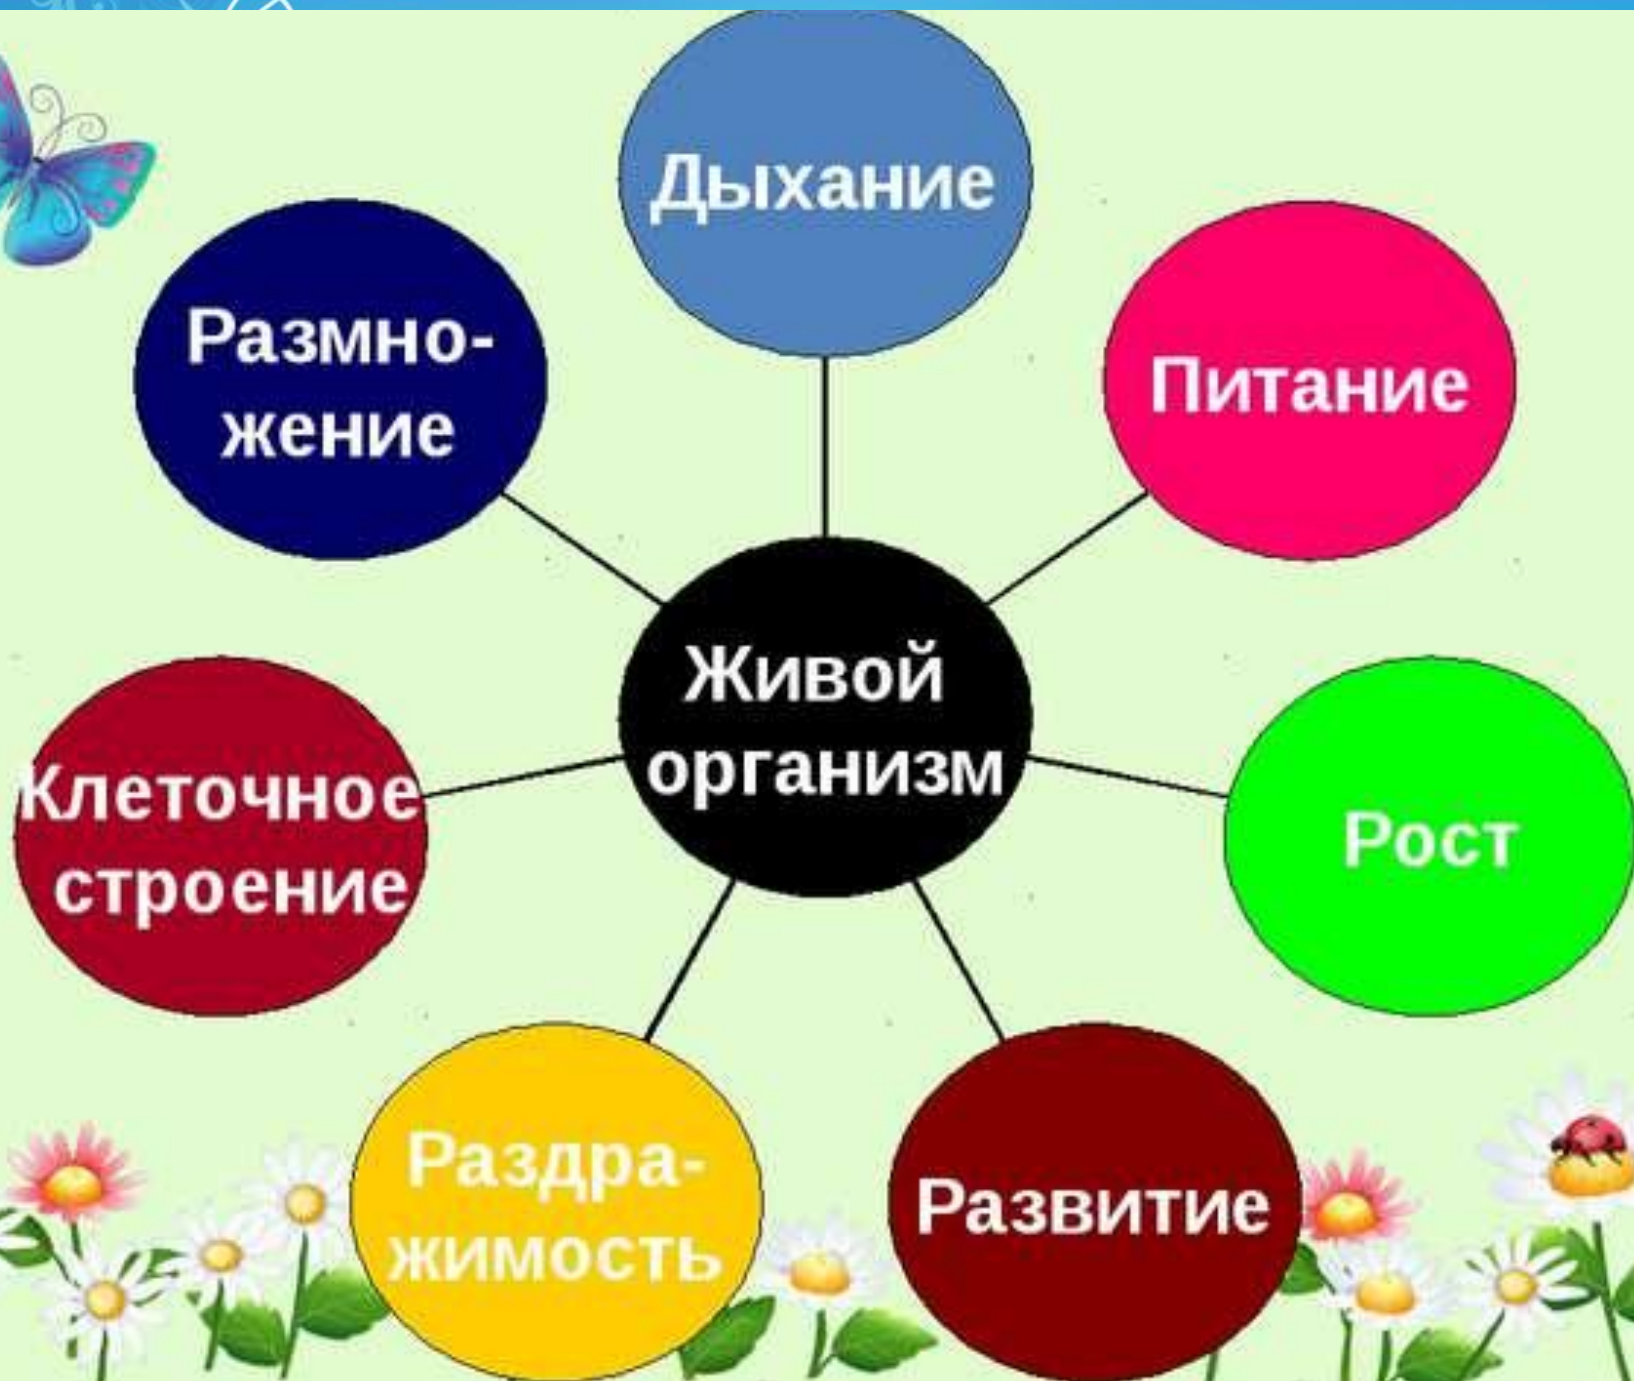 Дыхание
Питание
Рост
Развитие
Раздра-
жимость
Клеточное
строение
Размно-
жение
Живой
организм